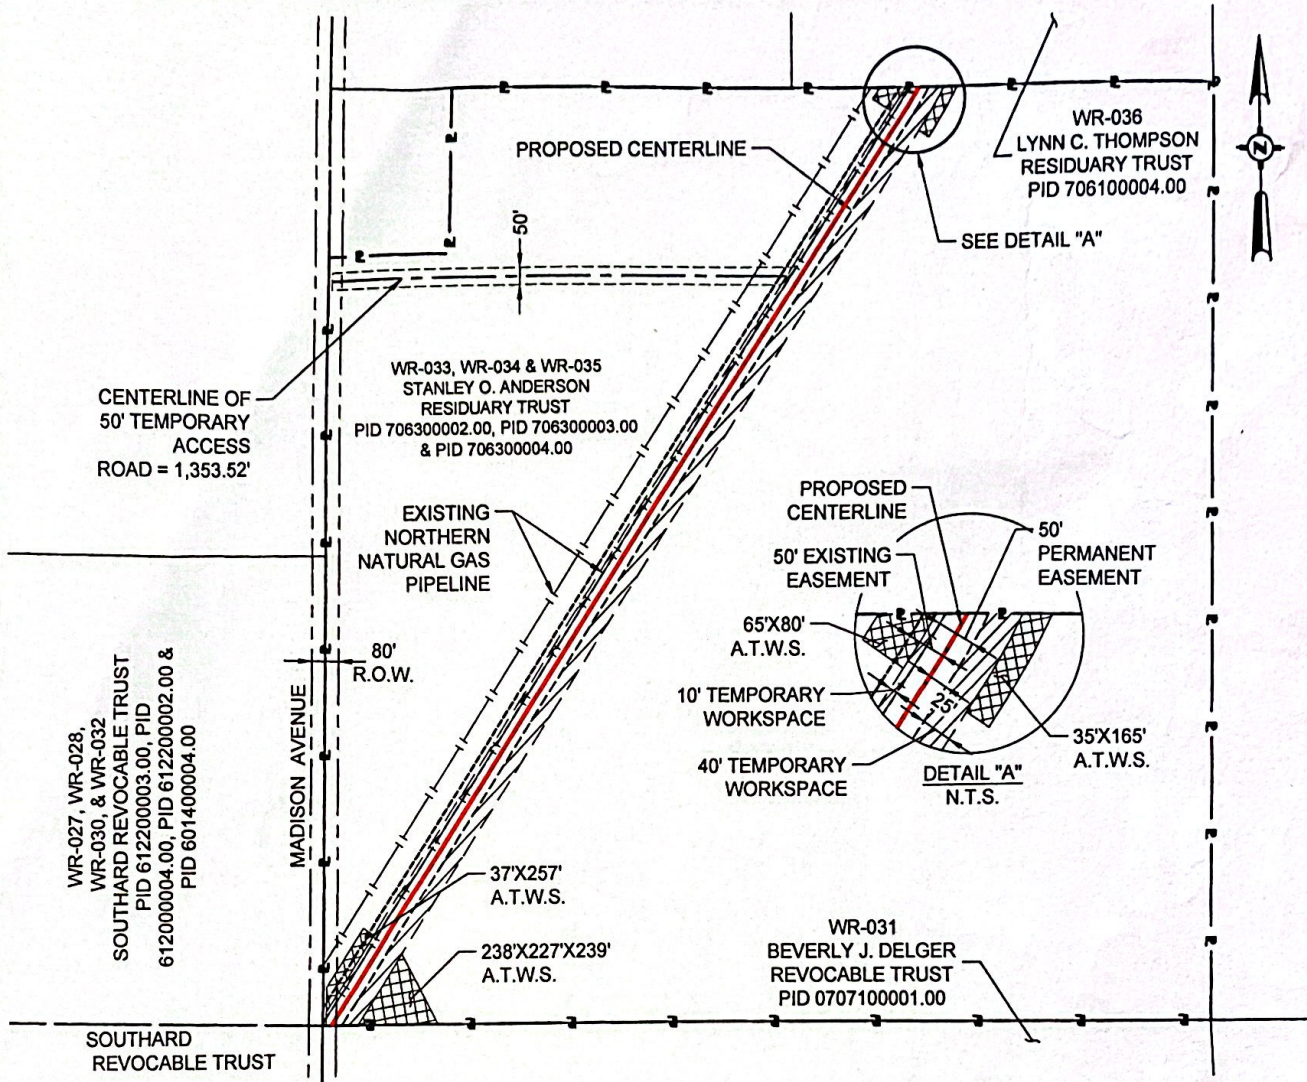 WR-036
LYNN C. THOMPSON
RESIDUARY TRUST
PID 706100004.00
N
PROPOSED CENTERLINE
SEE DETAIL "A"
50'
CENTERLINE OF
50' TEMPORARY
ACCESS
ROAD = 1,353.52'
WR-033, WR-034 & WR-035
STANLEY O. ANDERSON
RESIDUARY TRUST
PID 706300002.00, PID 706300003.00
& PID 706300004.00
EXISTING
NORTHERN
NATURAL GAS
PIPELINE
PROPOSED
CENTERLINE
50' EXISTING
EASEMENT
50'
PERMANENT
EASEMENT
65'X80'
A.T.W.S.
10' TEMPORARY
WORKSPACE
25'
40' TEMPORARY
WORKSPACE
35'X165'
A.T.W.S.
DETAIL "A"
N.T.S.
80'
R.O.W.
MADISON AVENUE
WR-027, WR-028,
WR-030, & WR-032
SOUTHARD REVOCABLE TRUST
PID 612200003.00, PID
612000004.00, PID 612200002.00 &
PID 601400004.00
37'X257'
A.T.W.S.
238'X227'X239'
A.T.W.S.
WR-031
BEVERLY J. DELGER
REVOCABLE TRUST
PID 0707100001.00
SOUTHARD
REVOCABLE TRUST